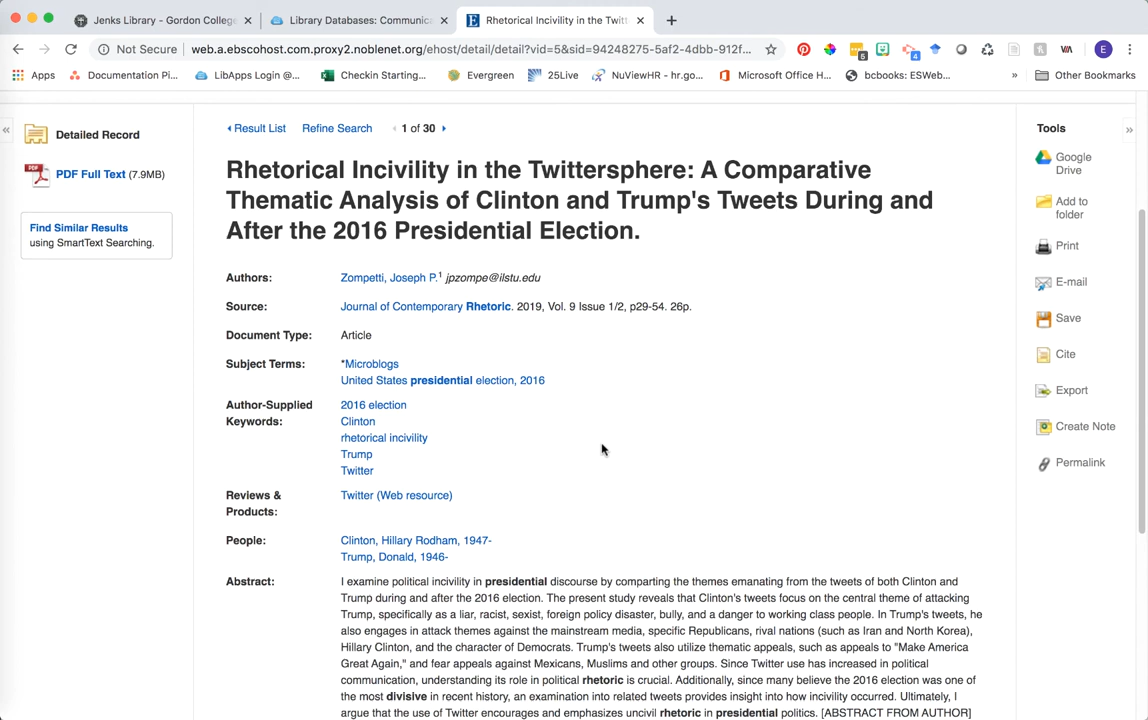 Jenks Library - Gordon College
Library Databases: Communica
Rhetorical Incivility in the Twitt
Not Secure
web.a.ebscohost.com.proxy2.noblenet.org/ehost/detail/detail?vid=5&sid=94248275-5af2-4dbb-912f...
5
4
E
Apps
Documentation Pi...
LibApps Login @...
Checkin Starting...
Evergreen
25Live
NuViewHR - hr.go...
Microsoft Office H...
bcbooks: ESWeb...
»
Other Bookmarks
«
Detailed Record
PDF Full Text (7.9MB)
Find Similar Results
using SmartText Searching.
Result List
Refine Search
1 of 30
Rhetorical Incivility in the Twittersphere: A Comparative
Thematic Analysis of Clinton and Trump's Tweets During and
After the 2016 Presidential Election.
Authors:
Zompetti, Joseph P.1 jpzompe@ilstu.edu
Source:
Journal of Contemporary Rhetoric. 2019, Vol. 9 Issue 1/2, p29-54. 26p.
Document Type:
Article
Subject Terms:
*Microblogs
United States presidential election, 2016
Author-Supplied
Keywords:
2016 election
Clinton
rhetorical incivility
Trump
Twitter
Reviews &
Products:
Twitter (Web resource)
People:
Clinton, Hillary Rodham, 1947-
Trump, Donald, 1946-
Abstract:
I examine political incivility in presidential discourse by comparting the themes emanating from the tweets of both Clinton and
Trump during and after the 2016 election. The present study reveals that Clinton's tweets focus on the central theme of attacking
Trump, specifically as a liar, racist, sexist, foreign policy disaster, bully, and a danger to working class people. In Trump's tweets, he
also engages in attack themes against the mainstream media, specific Republicans, rival nations (such as Iran and North Korea),
Hillary Clinton, and the character of Democrats. Trump's tweets also utilize thematic appeals, such as appeals to "Make America
Great Again," and fear appeals against Mexicans, Muslims and other groups. Since Twitter use has increased in political
communication, understanding its role in political rhetoric is crucial. Additionally, since many believe the 2016 election was one of
the most divisive in recent history, an examination into related tweets provides insight into how incivility occurred. Ultimately, I
argue that the use of Twitter encourages and emphasizes uncivil rhetoric in presidential politics. [ABSTRACT FROM AUTHOR]
Tools
»
Google
Drive
Add to
folder
Print
E-mail
Save
Cite
Export
Create Note
Permalink